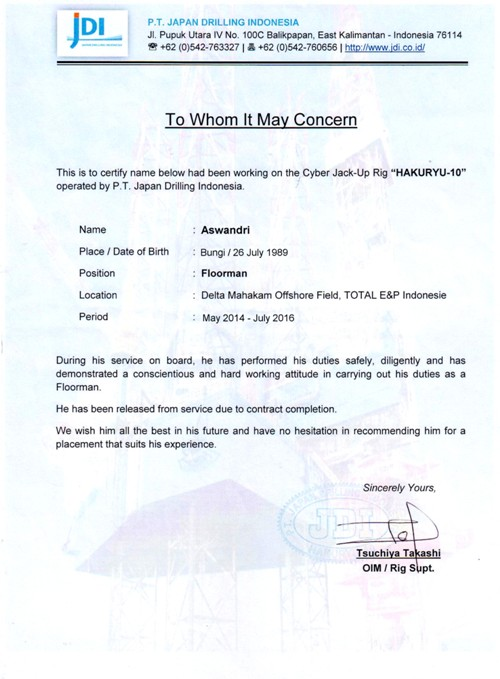 jDI
P.T. JAPAN DRILLING INDONESIA
Jl. Pupuk Utara IV No. 100C Balikpapan, East Kalimantan - Indonesia 76114
☎ +62 (0)542-763327 | +62 (0)542-760656 | http://www.jdi.co.id/
To Whom It May Concern
This is to certify name below had been working on the Cyber Jack-Up Rig "HAKURYU-10"
operated by P.T. Japan Drilling Indonesia.
Name : Aswandri
Place / Date of Birth : Bungi / 26 July 1989
Position : Floorman
Location : Delta Mahakam Offshore Field, TOTAL E&P Indonesie
Period : May 2014 - July 2016
During his service on board, he has performed his duties safely, diligently and has
demonstrated a conscientious and hard working attitude in carrying out his duties as a
Floorman.
He has been released from service due to contract completion.
We wish him all the best in his future and have no hesitation in recommending him for a
placement that suits his experience.
Sincerely Yours,
JDI
Tsuchiya Takashi
OIM / Rig Supt.